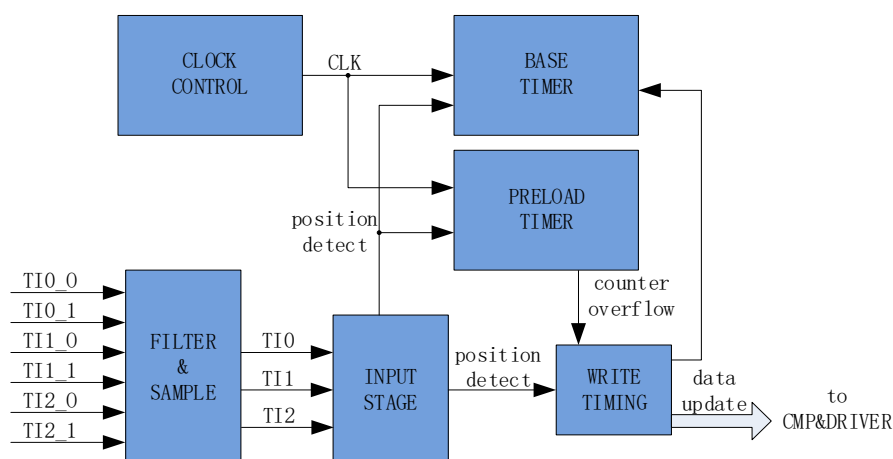 CLOCK
CONTROL
CLK
BASE
TIMER
PRELOAD
TIMER
position
detect
counter
overflow
TI0_0
TI0_1
TI1_0
TI1_1
TI2_0
TI2_1
FILTER
&
SAMPLE
TI0
TI1
TI2
INPUT
STAGE
position
detect
WRITE
TIMING
data
update
to
CMP&DRIVER